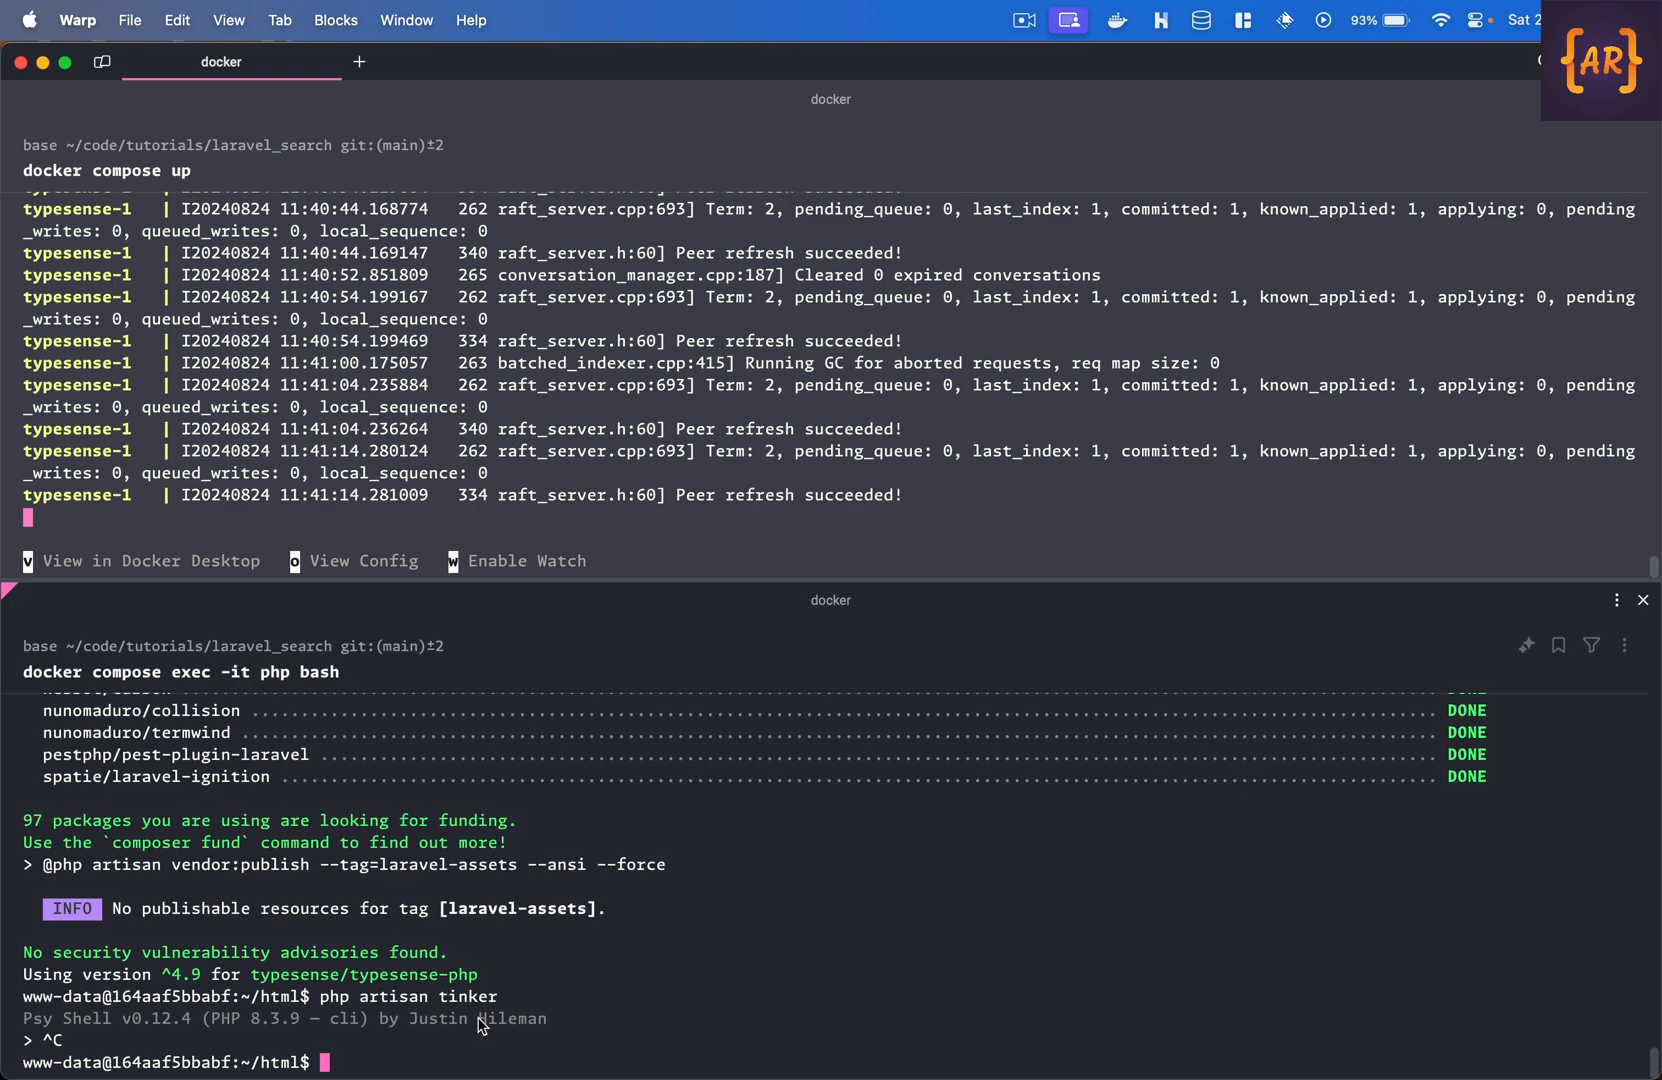 Warp File Edit View Tab Blocks Window Help 93% Sat 2
{AR}
docker
docker
base ~/code/tutorials/laravel_search git:(main)±2
docker compose up
typesense-1 | I20240824 11:40:44.168774 262 raft_server.cpp:693] Term: 2, pending_queue: 0, last_index: 1, committed: 1, known_applied: 1, applying: 0, pending
_writes: 0, queued_writes: 0, local_sequence: 0
typesense-1 | I20240824 11:40:44.169147 340 raft_server.h:60] Peer refresh succeeded!
typesense-1 | I20240824 11:40:52.851809 265 conversation_manager.cpp:187] Cleared 0 expired conversations
typesense-1 | I20240824 11:40:54.199167 262 raft_server.cpp:693] Term: 2, pending_queue: 0, last_index: 1, committed: 1, known_applied: 1, applying: 0, pending
_writes: 0, queued_writes: 0, local_sequence: 0
typesense-1 | I20240824 11:40:54.199469 334 raft_server.h:60] Peer refresh succeeded!
typesense-1 | I20240824 11:41:00.175057 263 batched_indexer.cpp:415] Running GC for aborted requests, req map size: 0
typesense-1 | I20240824 11:41:04.235884 262 raft_server.cpp:693] Term: 2, pending_queue: 0, last_index: 1, committed: 1, known_applied: 1, applying: 0, pending
_writes: 0, queued_writes: 0, local_sequence: 0
typesense-1 | I20240824 11:41:04.236264 340 raft_server.h:60] Peer refresh succeeded!
typesense-1 | I20240824 11:41:14.280124 262 raft_server.cpp:693] Term: 2, pending_queue: 0, last_index: 1, committed: 1, known_applied: 1, applying: 0, pending
_writes: 0, queued_writes: 0, local_sequence: 0
typesense-1 | I20240824 11:41:14.281009 334 raft_server.h:60] Peer refresh succeeded!
v View in Docker Desktop o View Config w Enable Watch
docker
base ~/code/tutorials/laravel_search git:(main)±2
docker compose exec -it php bash
nunomaduro/collision ........................................................................................................................ DONE
nunomaduro/termwind ......................................................................................................................... DONE
pestphp/pest-plugin-laravel ................................................................................................................. DONE
spatie/laravel-ignition ..................................................................................................................... DONE
97 packages you are using are looking for funding.
Use the `composer fund` command to find out more!
> @php artisan vendor:publish --tag=laravel-assets --ansi --force
INFO No publishable resources for tag [laravel-assets].
No security vulnerability advisories found.
Using version ^4.9 for typesense/typesense-php
www-data@164aaf5bbabf:~/html$ php artisan tinker
Psy Shell v0.12.4 (PHP 8.3.9 — cli) by Justin Hileman
> ^C
www-data@164aaf5bbabf:~/html$